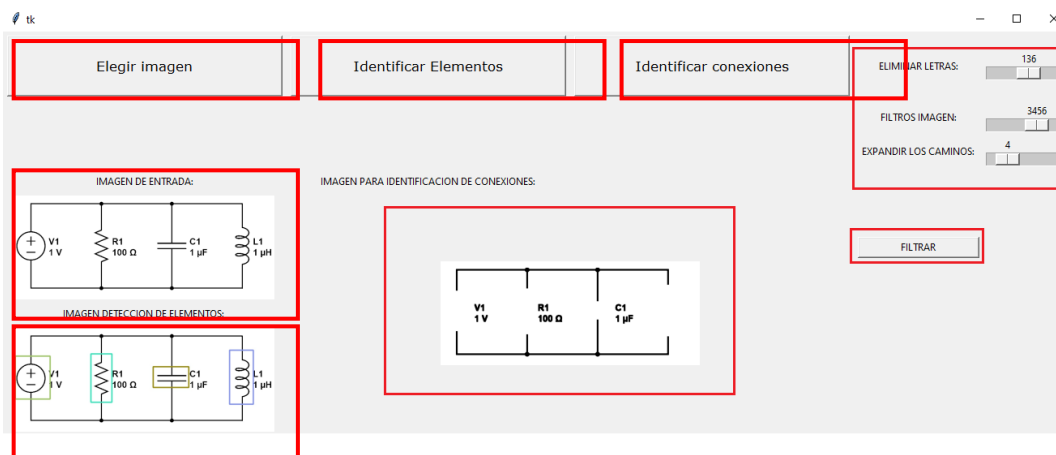 tk
Elegir imagen
Identificar Elementos
Identificar conexiones
ELIMINAR LETRAS:
136
FILTROS IMAGEN:
3456
EXPANDIR LOS CAMINOS:
4
FILTRAR
IMAGEN DE ENTRADA:
V1
1 V
R1
100 Ω
C1
1 µF
L1
1 µH
IMAGEN PARA IDENTIFICACION DE CONEXIONES:
V1
1 V
R1
100 Ω
C1
1 µF
IMAGEN DETECCION DE ELEMENTOS:
V1
1 V
R1
100 Ω
C1
1 µF
L1
1 µH